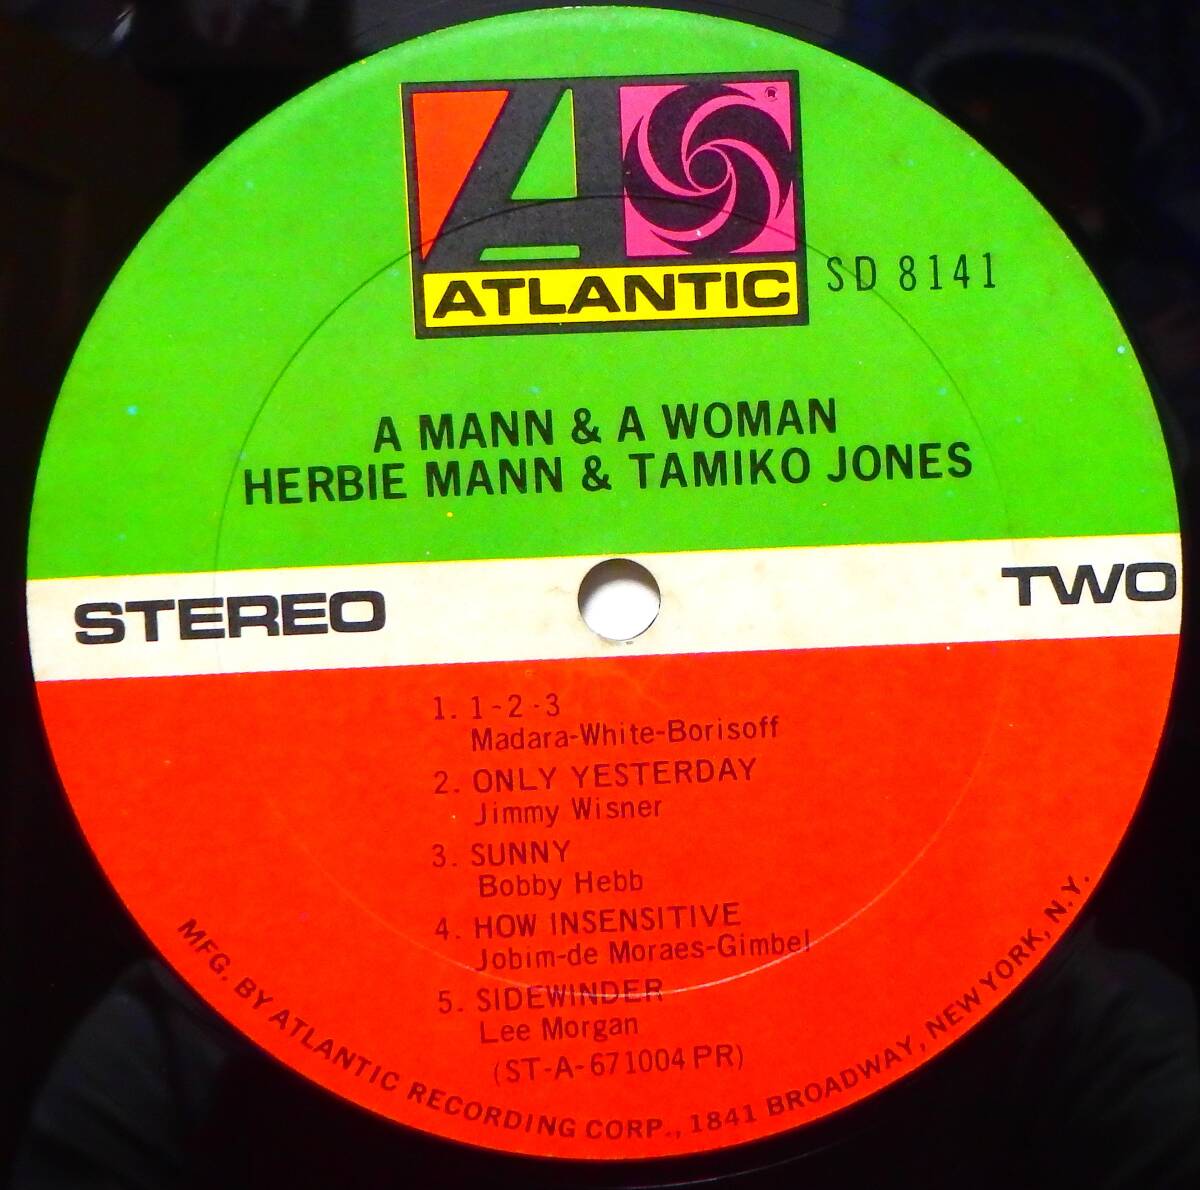 A
®
ATLANTIC
SD 8141
A MANN & A WOMAN
HERBIE MANN & TAMIKO JONES
STEREO
TWO
1. 1-2-3
Madara-White-Borisoff
2. ONLY YESTERDAY
Jimmy Wisner
3. SUNNY
Bobby Hebb
4. HOW INSENSITIVE
Jobim-de Moraes-Gimbel
5. SIDEWINDER
Lee Morgan
(ST-A-671004 PR)
MFG. BY ATLANTIC RECORDING CORP., 1841 BROADWAY, NEW YORK, N.Y.